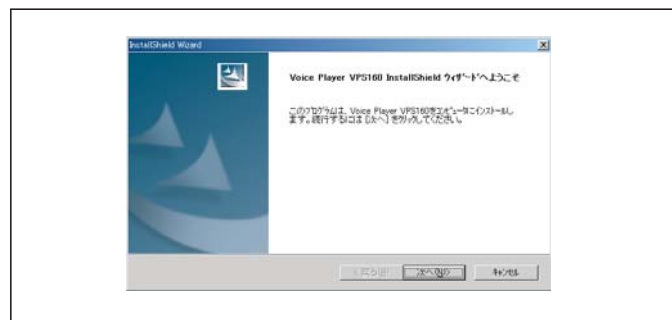 InstallShield Wizard
Voice Player VPS160 InstallShield ｳｨｻﾞｰﾄﾞへようこそ
このﾌﾟﾛｸﾞﾗﾑは、Voice Player VPS160をｺﾝﾋﾟｭｰﾀにｲﾝｽﾄｰﾙし
ます。続行するには [次へ] をｸﾘｯｸしてください。
< 戻る(B)
次へ(N) >
ｷｬﾝｾﾙ